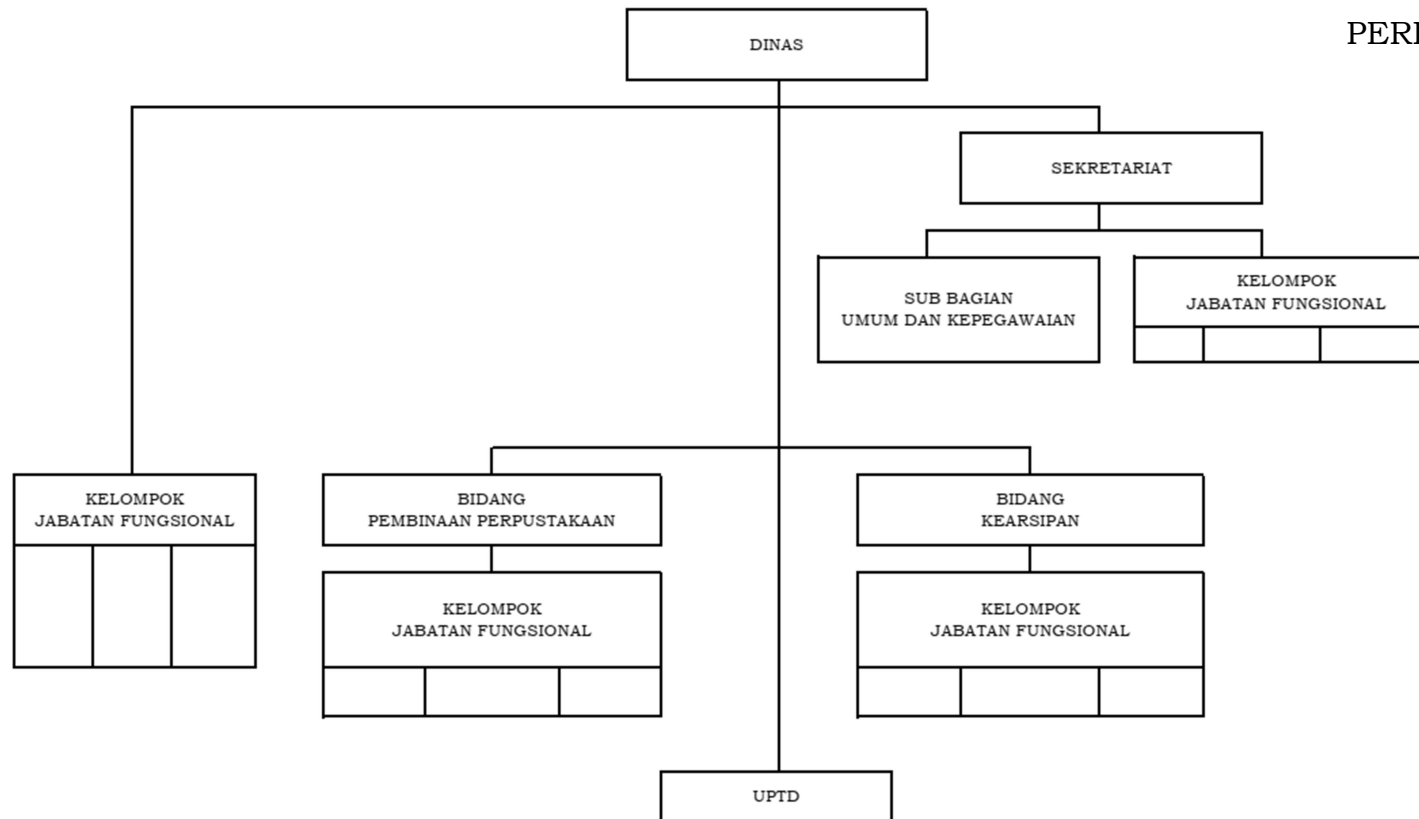 DINAS
SEKRETARIAT
SUB BAGIAN
UMUM DAN KEPEGAWAIAN
KELOMPOK
JABATAN FUNGSIONAL
KELOMPOK
JABATAN FUNGSIONAL
BIDANG
PEMBINAAN PERPUSTAKAAN
BIDANG
KEARSIPAN
KELOMPOK
JABATAN FUNGSIONAL
KELOMPOK
JABATAN FUNGSIONAL
UPTD